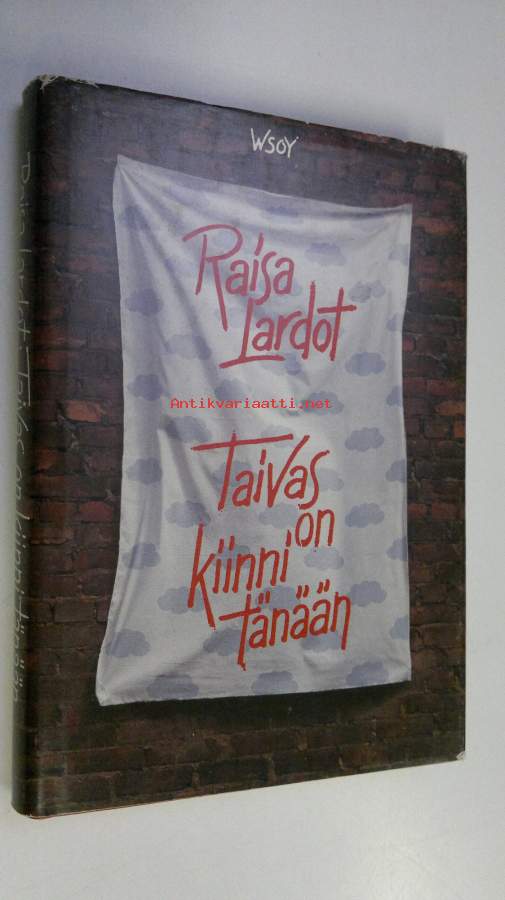 WSOY
Raisa
Lardot
Antikvariaatti.net
Taivas
on
kiinni
tänään
Raisa Lardot Taivas on kiinni tänään